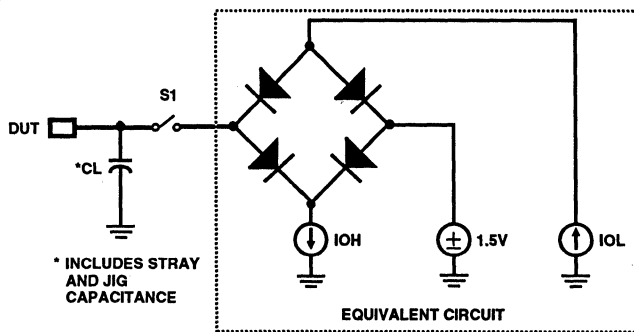 S1
DUT
*CL
IOH
±
1.5V
IOL
* INCLUDES STRAY
AND JIG
CAPACITANCE
EQUIVALENT CIRCUIT